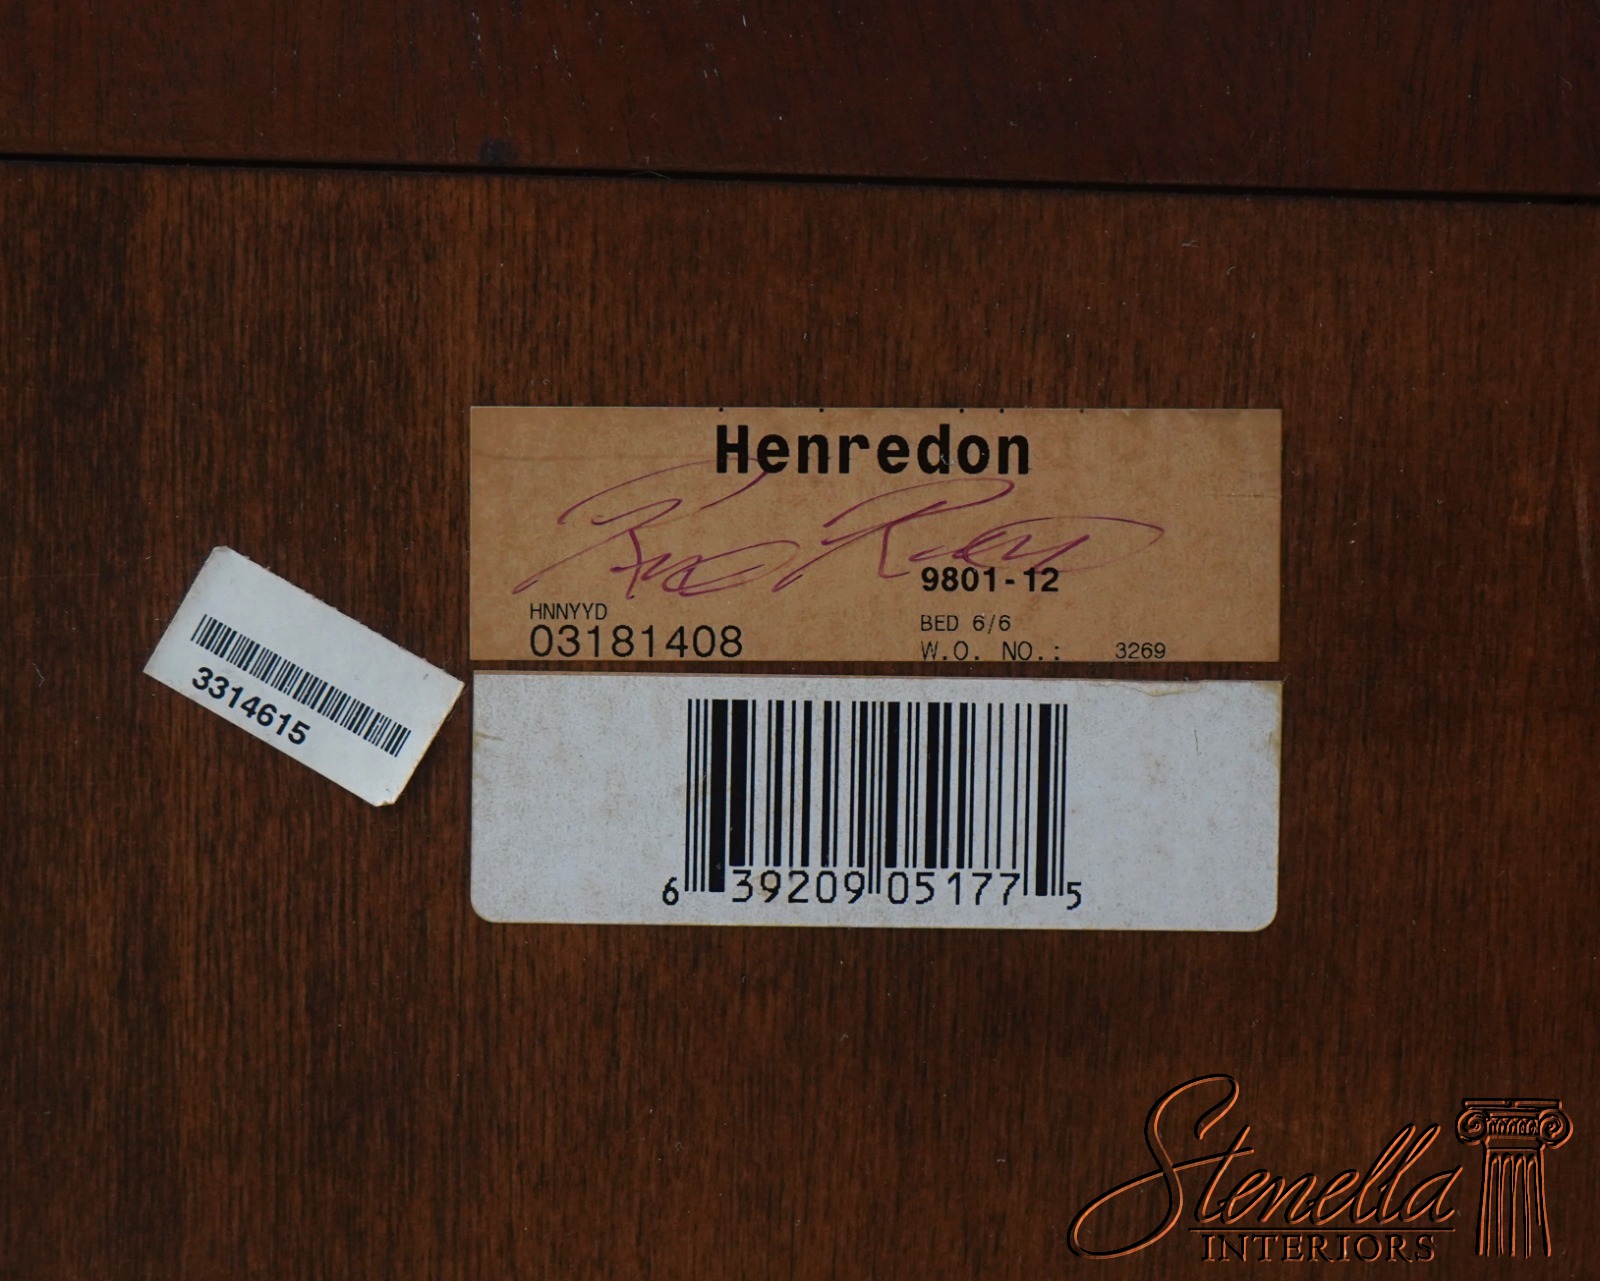 Henredon
9801-12
HNNYYD
03181408
BED 6/6
W.O. NO.: 3269
3314615
6 39209 05177 5
Stenella
INTERIORS